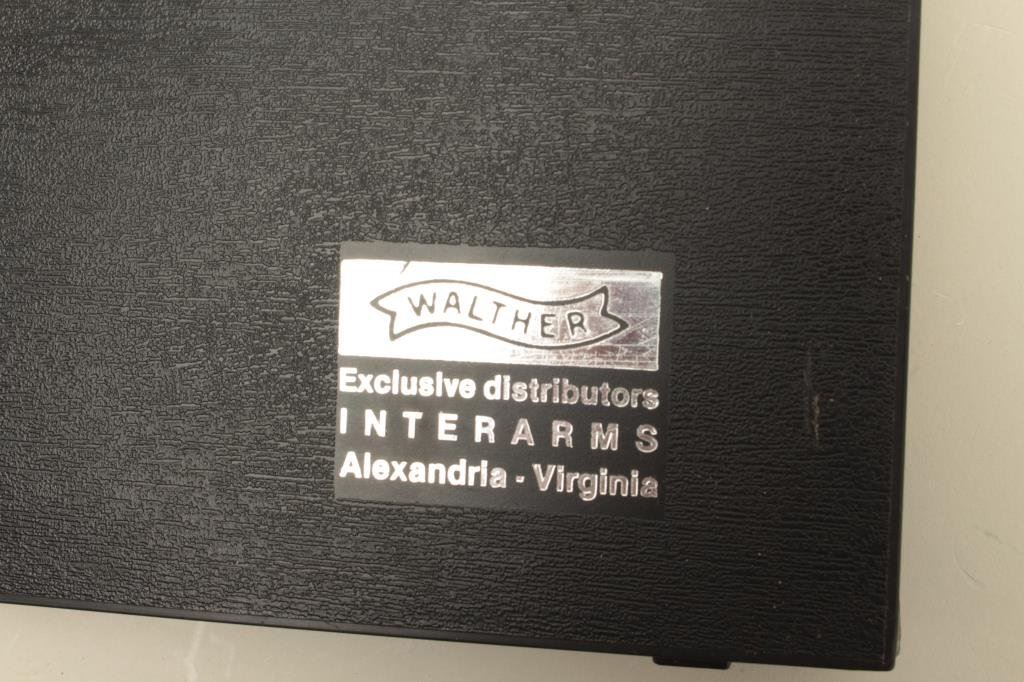 WALTHER
Exclusive distributors
INTERARMS
Alexandria - Virginia